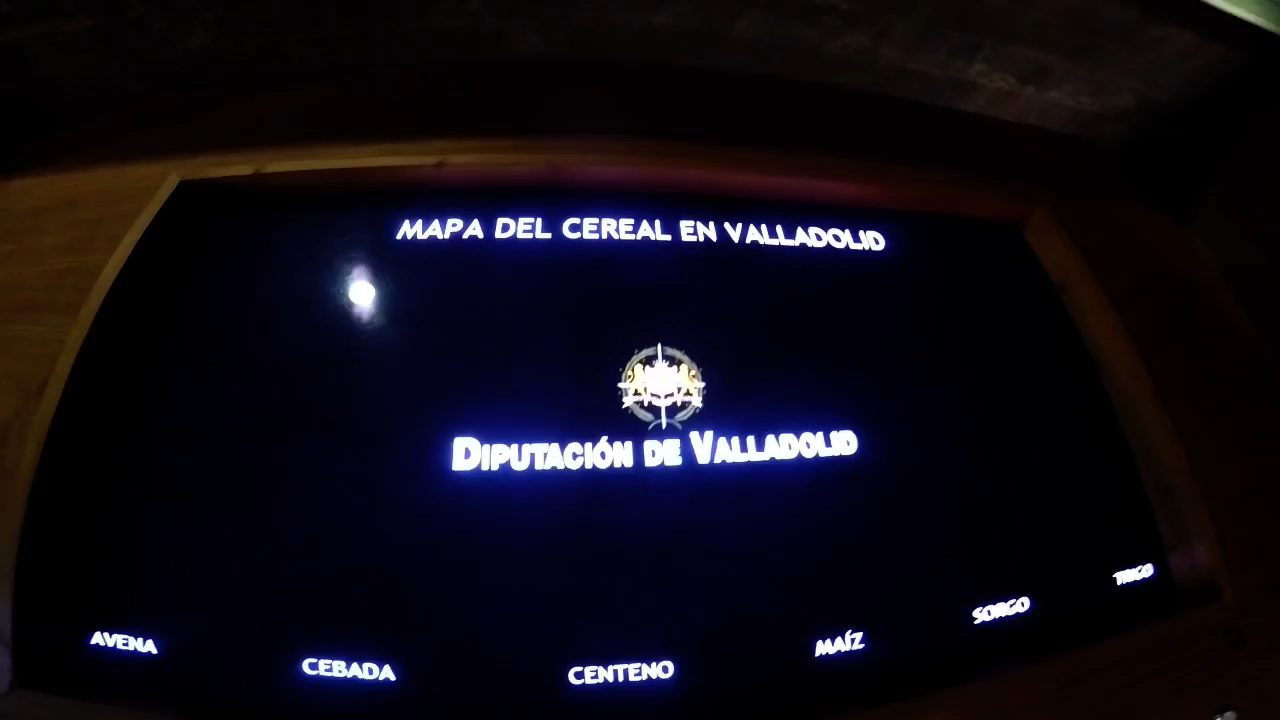 MAPA DEL CEREAL EN VALLADOLID
DIPUTACIÓN DE VALLADOLID
AVENA
CEBADA
CENTENO
MAÍZ
SORGO
TRIGO